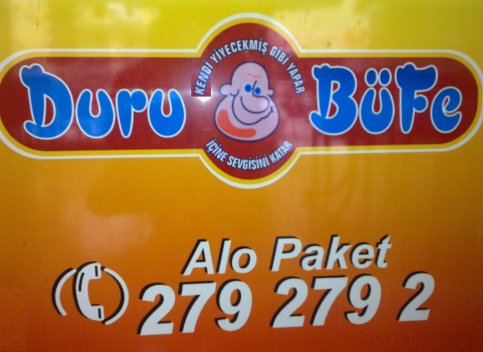 KENDİ YİYECEKMİŞ GİBİ YAPAR
Duru BüFe
İÇİNE SEVGİSİNİ KATAR
Alo Paket
279 279 2